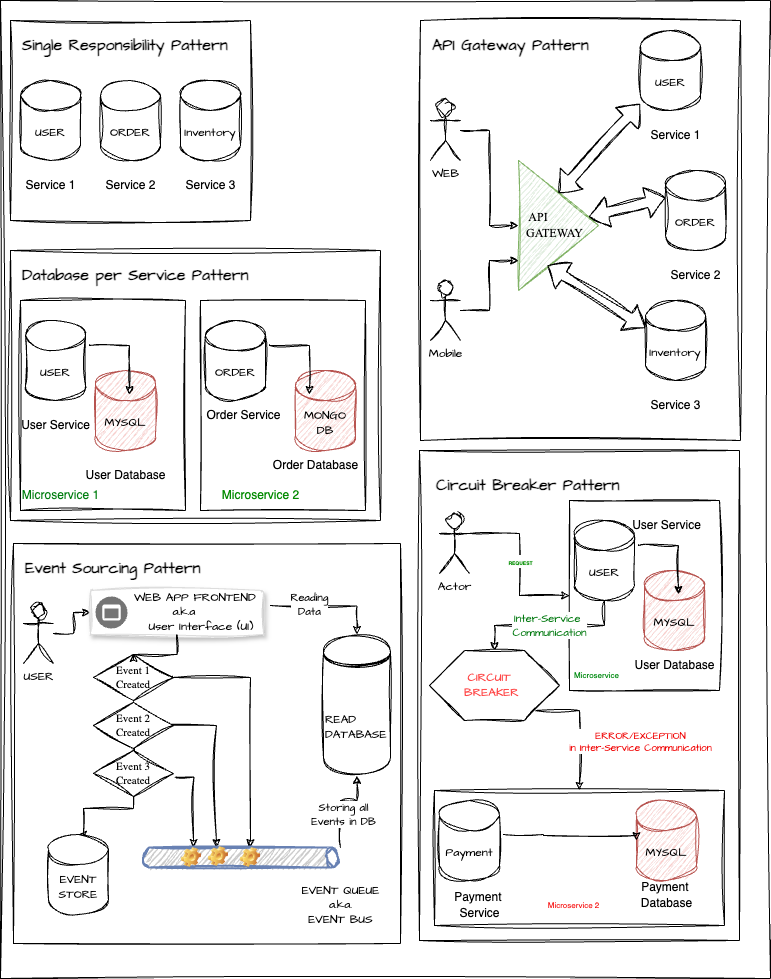 Single Responsibility Pattern
USER
ORDER
Inventory
Service 1
Service 2
Service 3
API Gateway Pattern
USER
Service 1
WEB
API
GATEWAY
ORDER
Service 2
Mobile
Inventory
Service 3
Database per Service Pattern
USER
User Service
MYSQL
User Database
Microservice 1
ORDER
Order Service
MONGO
DB
Order Database
Microservice 2
Circuit Breaker Pattern
Actor
REQUEST
User Service
USER
MYSQL
User Database
Microservice
Inter-Service
Communication
CIRCUIT
BREAKER
ERROR/EXCEPTION
in Inter-Service Communication
Payment
Payment
Service
MYSQL
Payment
Database
Microservice 2
Event Sourcing Pattern
USER
WEB APP FRONTEND
a.k.a
User Interface (UI)
Reading
Data
Event 1
Created
Event 2
Created
Event 3
Created
READ
DATABASE
Storing all
Events in DB
EVENT
STORE
EVENT QUEUE
a.k.a.
EVENT BUS